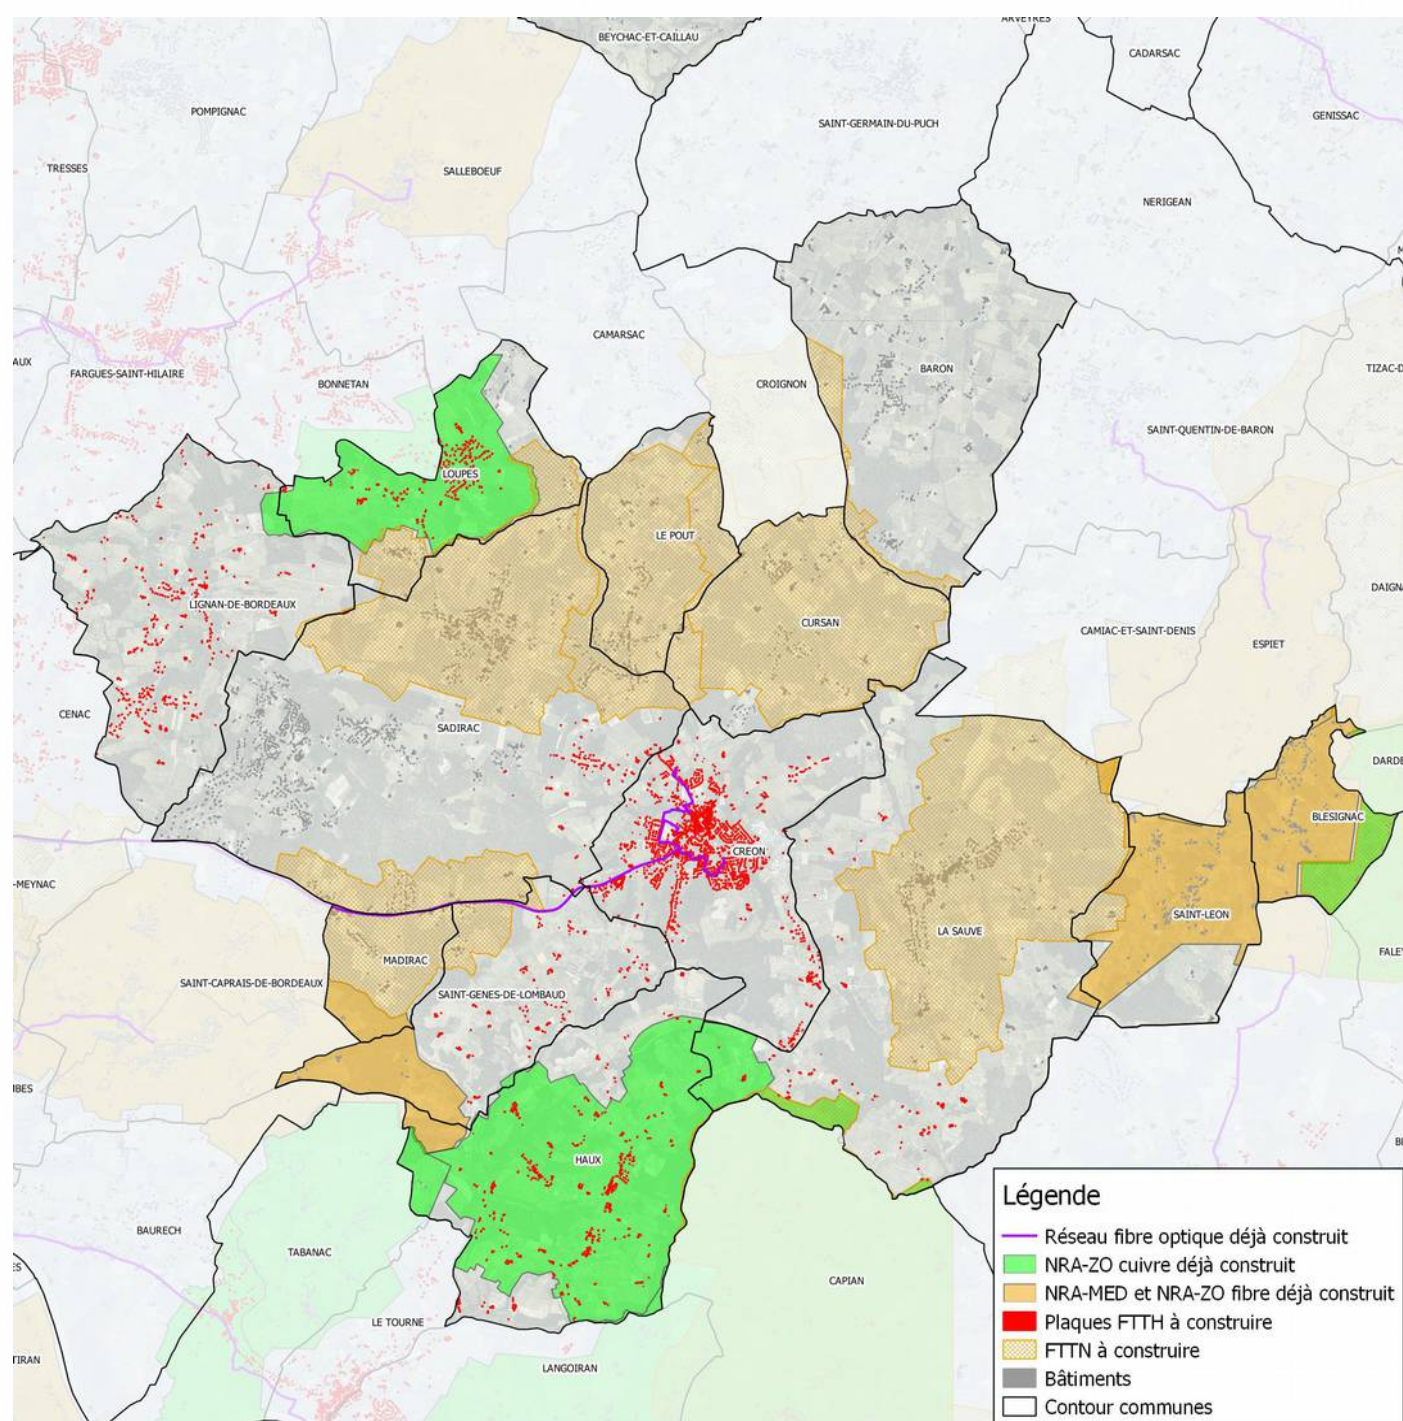 ARVEYRES
BEYCHAC-ET-CAILLAU
CADARSAC
POMPIGNAC
GENISSAC
SAINT-GERMAIN-DU-PUCH
TRESSES
SALLEBOEUF
NERIGEAN
CAMARSAC
AUX
FARGUES-SAINT-HILAIRE
BONNETAN
CROIGNON
BARON
TIZAC-D
SAINT-QUENTIN-DE-BARON
LOUPES
LE POUT
DAIGN
LIGNAN-DE-BORDEAUX
CURSAN
CAMIAC-ET-SAINT-DENIS
ESPIET
CENAC
SADIRAC
DARDE
BLESIGNAC
CREON
-MEYNAC
SAINT-LEON
LA SAUVE
MADIRAC
FALEY
SAINT-CAPRAIS-DE-BORDEAUX
SAINT-GENES-DE-LOMBAUD
MBES
HAUX
BAURECH
TABANAC
ES
CAPIAN
LE TOURNE
TIRAN
LANGOIRAN
Légende
Réseau fibre optique déjà construit
NRA-ZO cuivre déjà construit
NRA-MED et NRA-ZO fibre déjà construit
Plaques FTTH à construire
FTTN à construire
Bâtiments
Contour communes